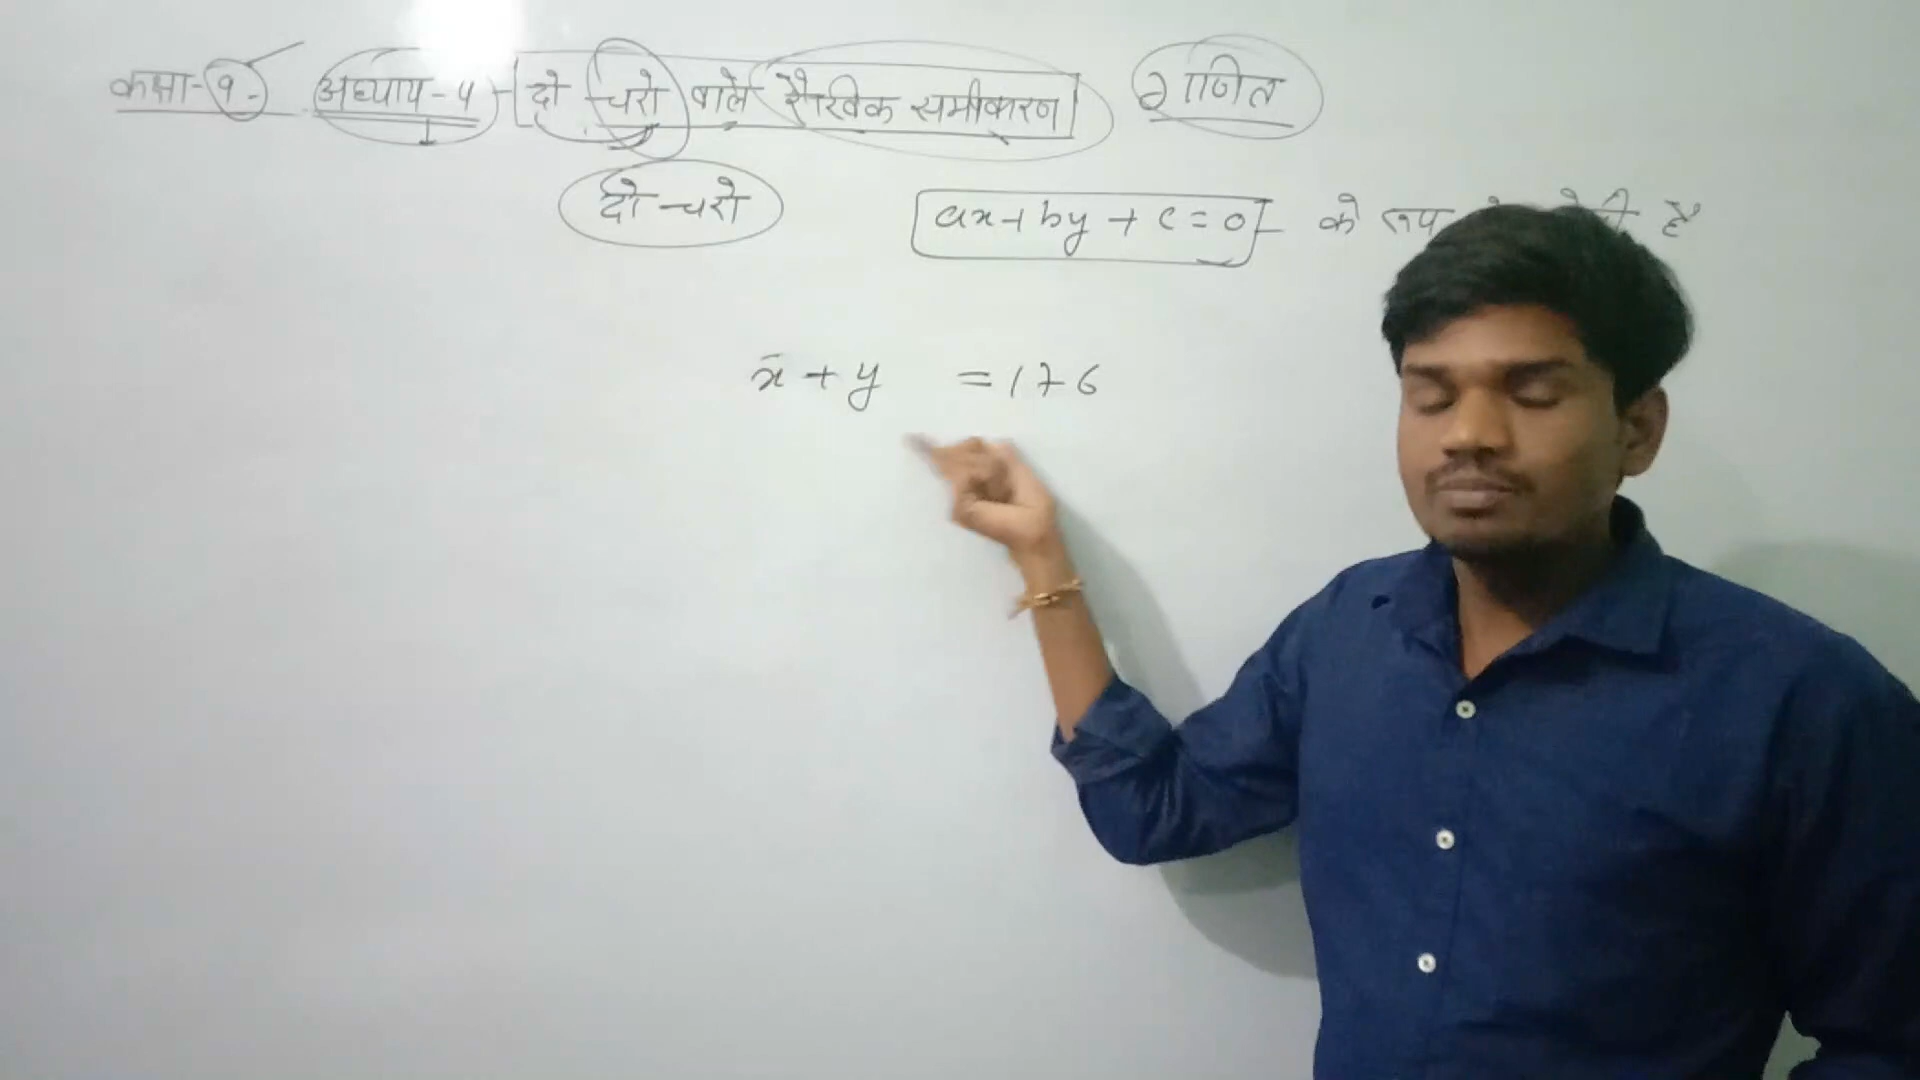 कक्षा-९- अध्याय-५-दो चरो वाले रैखिक समीकरण गणित
दो चरो
ax+by+c=0 के रूप है
x+y =176